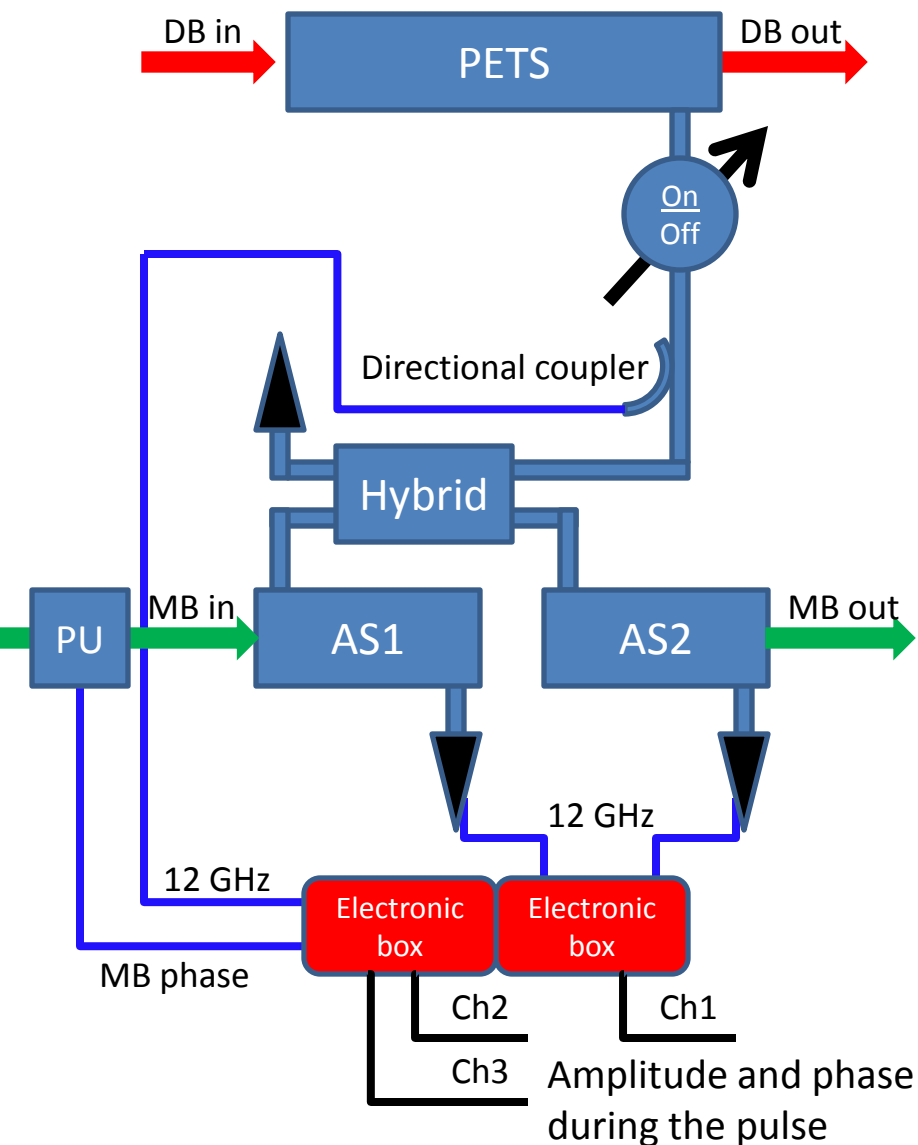 DB in
PETS
DB out
On
Off
Directional coupler
Hybrid
PU
MB in
AS1
AS2
MB out
12 GHz
12 GHz
Electronic
box
Electronic
box
MB phase
Ch2
Ch1
Ch3
Amplitude and phase
during the pulse